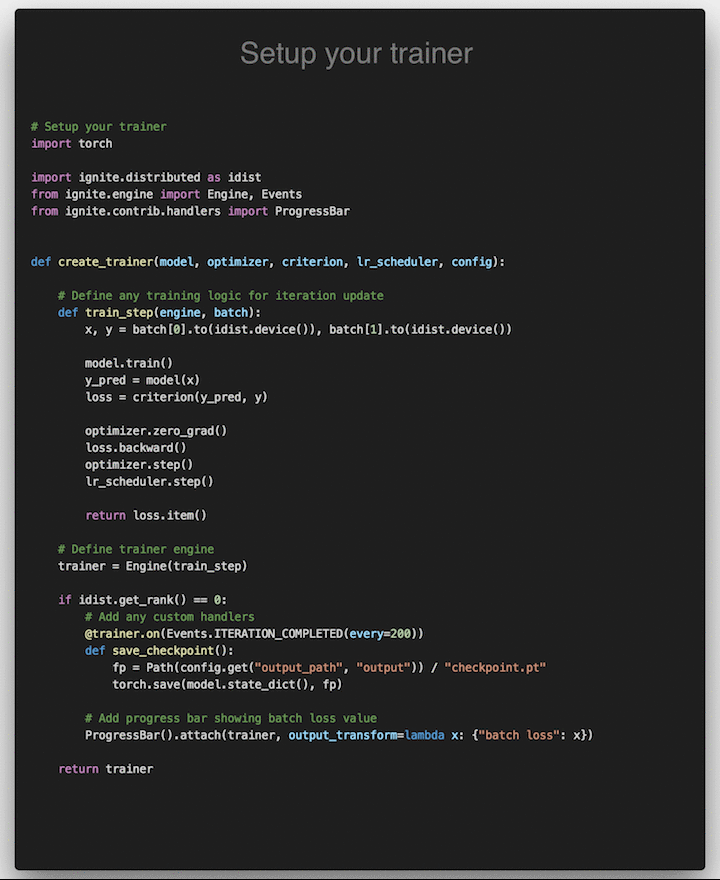 Setup your trainer
# Setup your trainer
import torch
import ignite.distributed as idist
from ignite.engine import Engine, Events
from ignite.contrib.handlers import ProgressBar
def create_trainer(model, optimizer, criterion, lr_scheduler, config):
    # Define any training logic for iteration update
    def train_step(engine, batch):
        x, y = batch[0].to(idist.device()), batch[1].to(idist.device())
        model.train()
        y_pred = model(x)
        loss = criterion(y_pred, y)
        optimizer.zero_grad()
        loss.backward()
        optimizer.step()
        lr_scheduler.step()
        return loss.item()
    # Define trainer engine
    trainer = Engine(train_step)
    if idist.get_rank() == 0:
        # Add any custom handlers
        @trainer.on(Events.ITERATION_COMPLETED(every=200))
        def save_checkpoint():
            fp = Path(config.get("output_path", "output")) / "checkpoint.pt"
            torch.save(model.state_dict(), fp)
        # Add progress bar showing batch loss value
        ProgressBar().attach(trainer, output_transform=lambda x: {"batch loss": x})
    return trainer